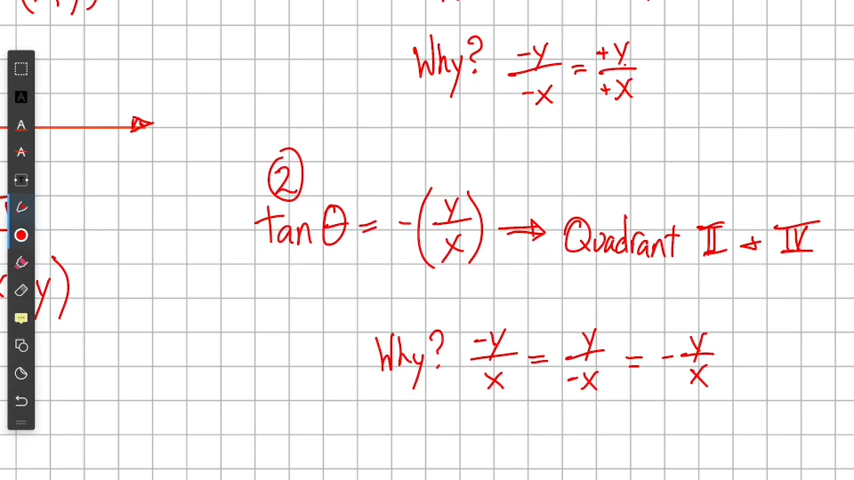 Why? -y/-x = +y/+x
②
tan θ = -(y/x) ⇒ Quadrant II + IV
y)
Why? -y/x = y/-x = -y/x